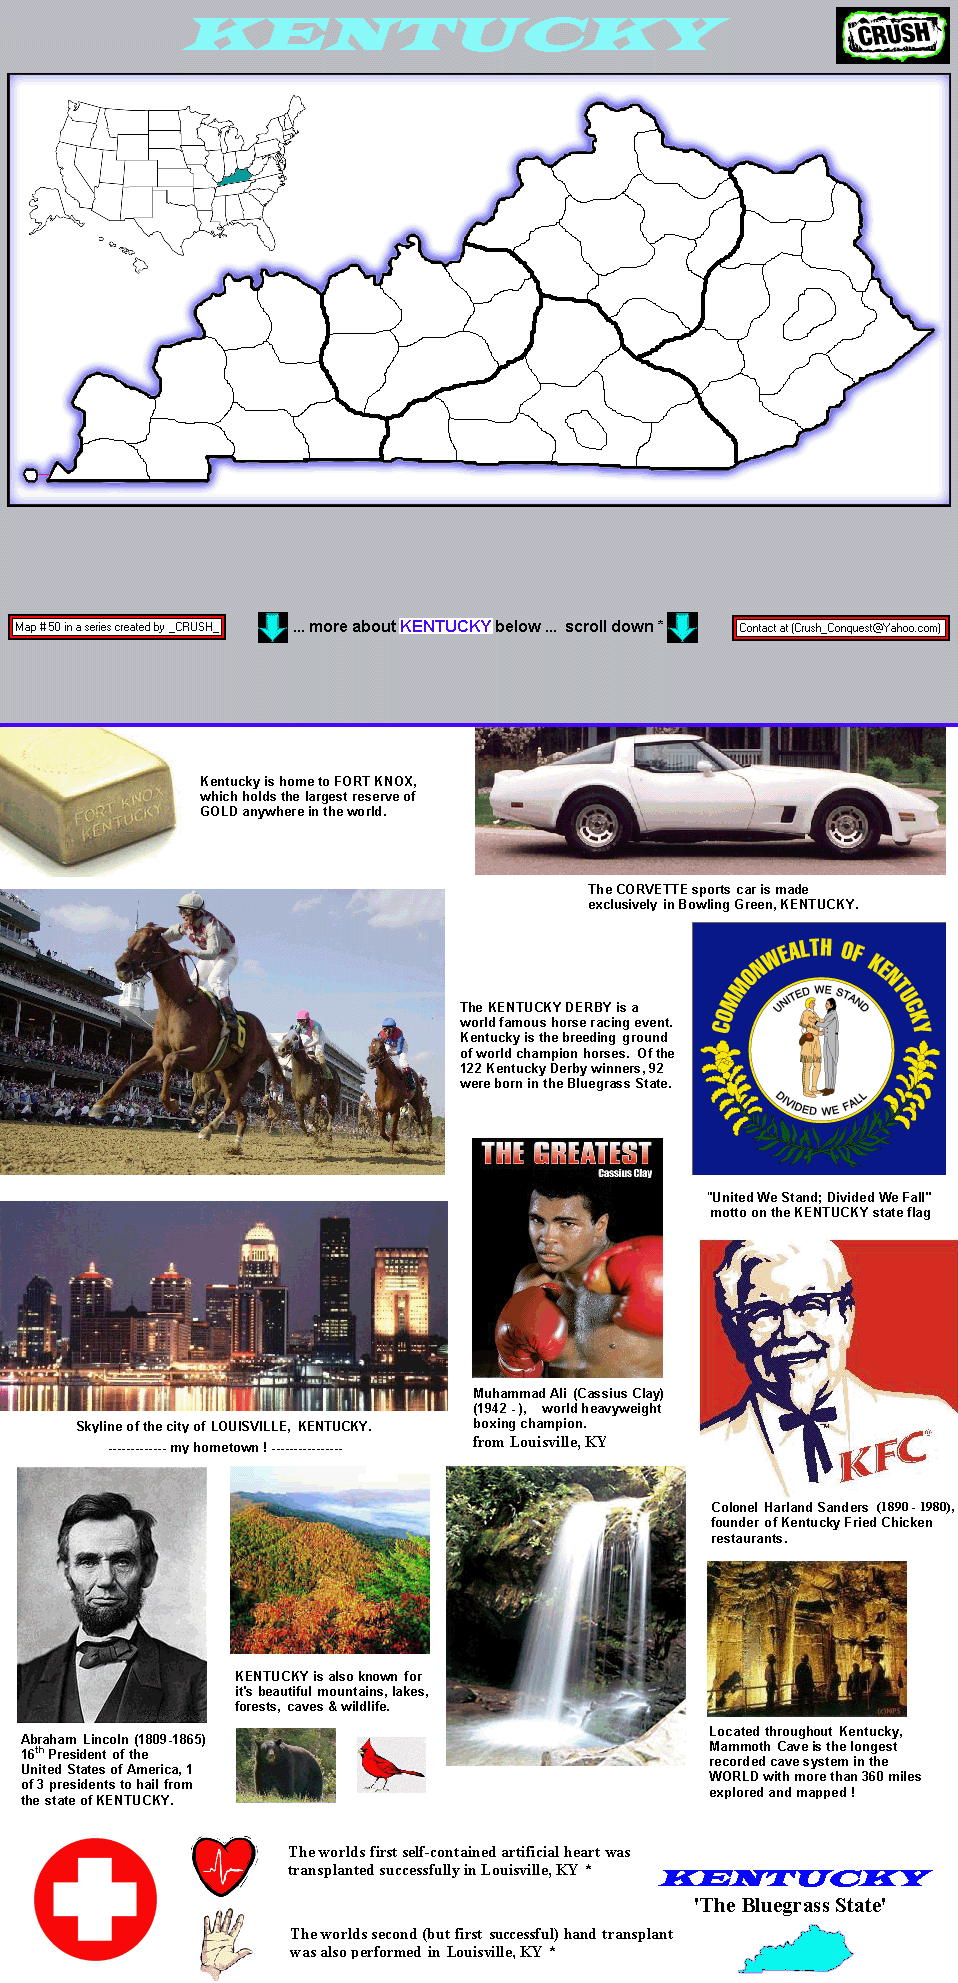 KENTUCKY
CRUSH
Map # 50 in a series created by _CRUSH_
... more about KENTUCKY below ... scroll down *
Contact at (Crush_Conquest@Yahoo.com)
FORT KNOX
KENTUCKY
Kentucky is home to FORT KNOX,
which holds the largest reserve of
GOLD anywhere in the world.
The CORVETTE sports car is made
exclusively in Bowling Green, KENTUCKY.
6
The KENTUCKY DERBY is a
world famous horse racing event.
Kentucky is the breeding ground
of world champion horses. Of the
122 Kentucky Derby winners, 92
were born in the Bluegrass State.
COMMONWEALTH OF KENTUCKY
UNITED WE STAND
DIVIDED WE FALL
"United We Stand; Divided We Fall"
motto on the KENTUCKY state flag
THE GREATEST
Cassius Clay
Muhammad Ali (Cassius Clay)
(1942 - ), world heavyweight
boxing champion.
from Louisville, KY
Skyline of the city of LOUISVILLE, KENTUCKY.
------------- my hometown ! ----------------
KFC®
TM
Colonel Harland Sanders (1890 - 1980),
founder of Kentucky Fried Chicken
restaurants.
Abraham Lincoln (1809-1865)
16th President of the
United States of America, 1
of 3 presidents to hail from
the state of KENTUCKY.
KENTUCKY is also known for
it's beautiful mountains, lakes,
forests, caves & wildlife.
(c)NPS
Located throughout Kentucky,
Mammoth Cave is the longest
recorded cave system in the
WORLD with more than 360 miles
explored and mapped !
The worlds first self-contained artificial heart was
transplanted successfully in Louisville, KY *
The worlds second (but first successful) hand transplant
was also performed in Louisville, KY *
KENTUCKY
'The Bluegrass State'